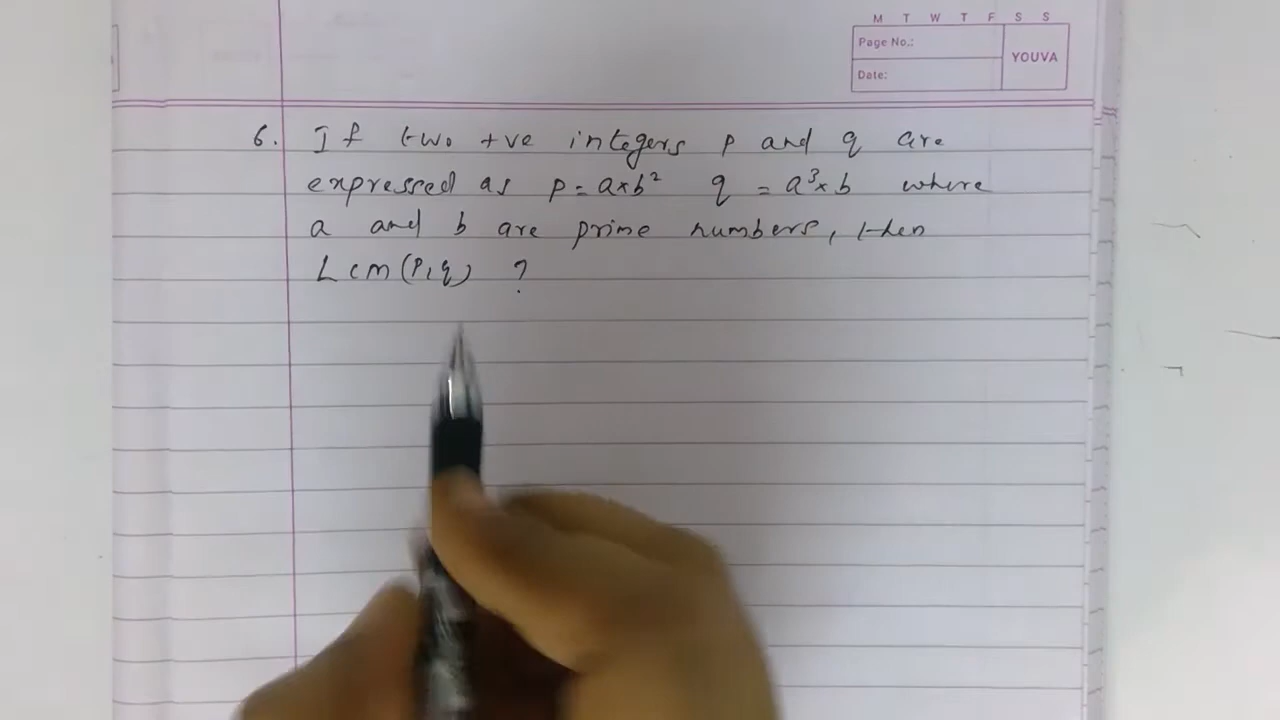 M T W T F S S
Page No.:
YOUVA
Date:
6. If two +ve integers p and q are
expressed as p = a×b² q = a³×b where
a and b are prime numbers, then
LCM(P,q) ?